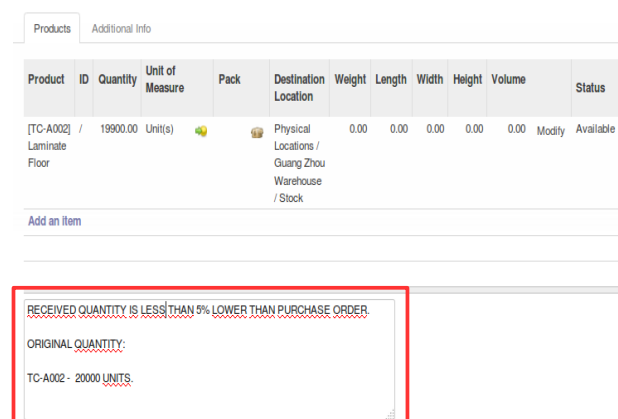 Products Additional Info
Product ID Quantity Unit of Measure Pack Destination Location Weight Length Width Height Volume Status
[TC-A002] / 19900.00 Unit(s) Physical 0.00 0.00 0.00 0.00 0.00 Modify Available
Laminate Locations /
Floor Guang Zhou
Warehouse
/ Stock
Add an item
RECEIVED QUANTITY IS LESS THAN 5% LOWER THAN PURCHASE ORDER.
ORIGINAL QUANTITY:
TC-A002 - 20000 UNITS.